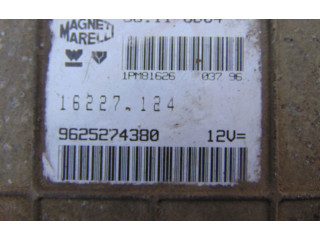 MAGNETI
MARELLI
1PM81626 037 96
16227.124
9625274380 12V=